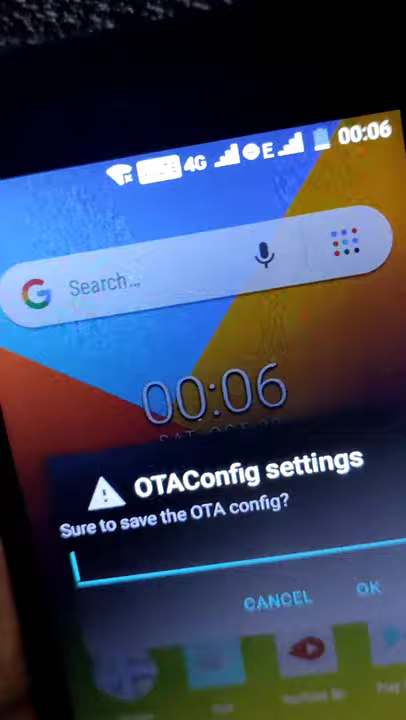 4G E 00:06
G Search...
00:06
OTAConfig settings
Sure to save the OTA config?
CANCEL OK